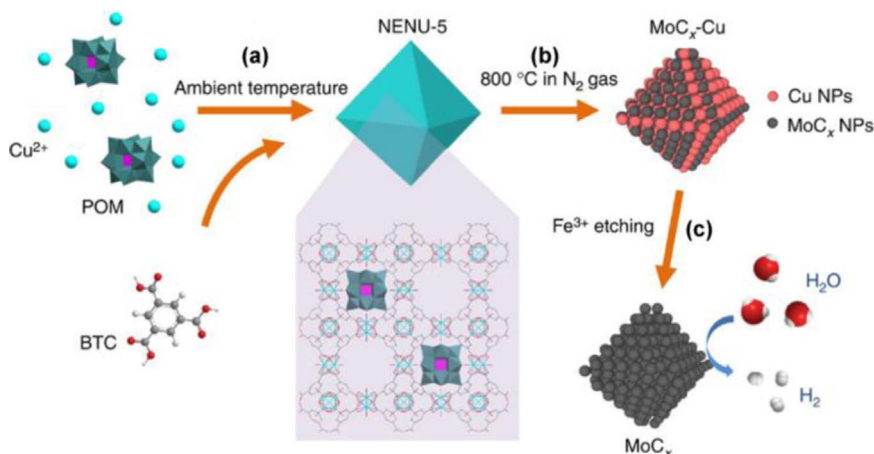 (a)
Ambient temperature
Cu²⁺
POM
BTC
NENU-5
(b)
800 °C in N₂ gas
MoCₓ-Cu
Cu NPs
MoCₓ NPs
Fe³⁺ etching
(c)
H₂O
H₂
MoCₓ